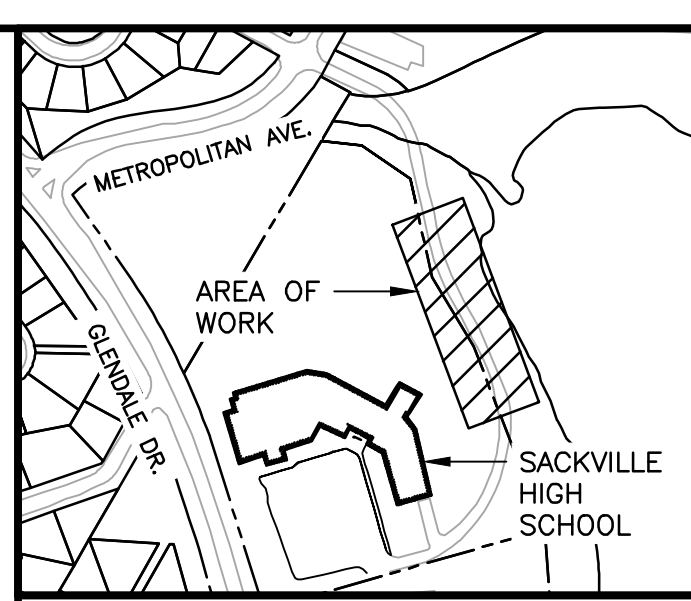 METROPOLITAN AVE.
AREA OF
WORK
GLENDALE DR.
SACKVILLE
HIGH
SCHOOL